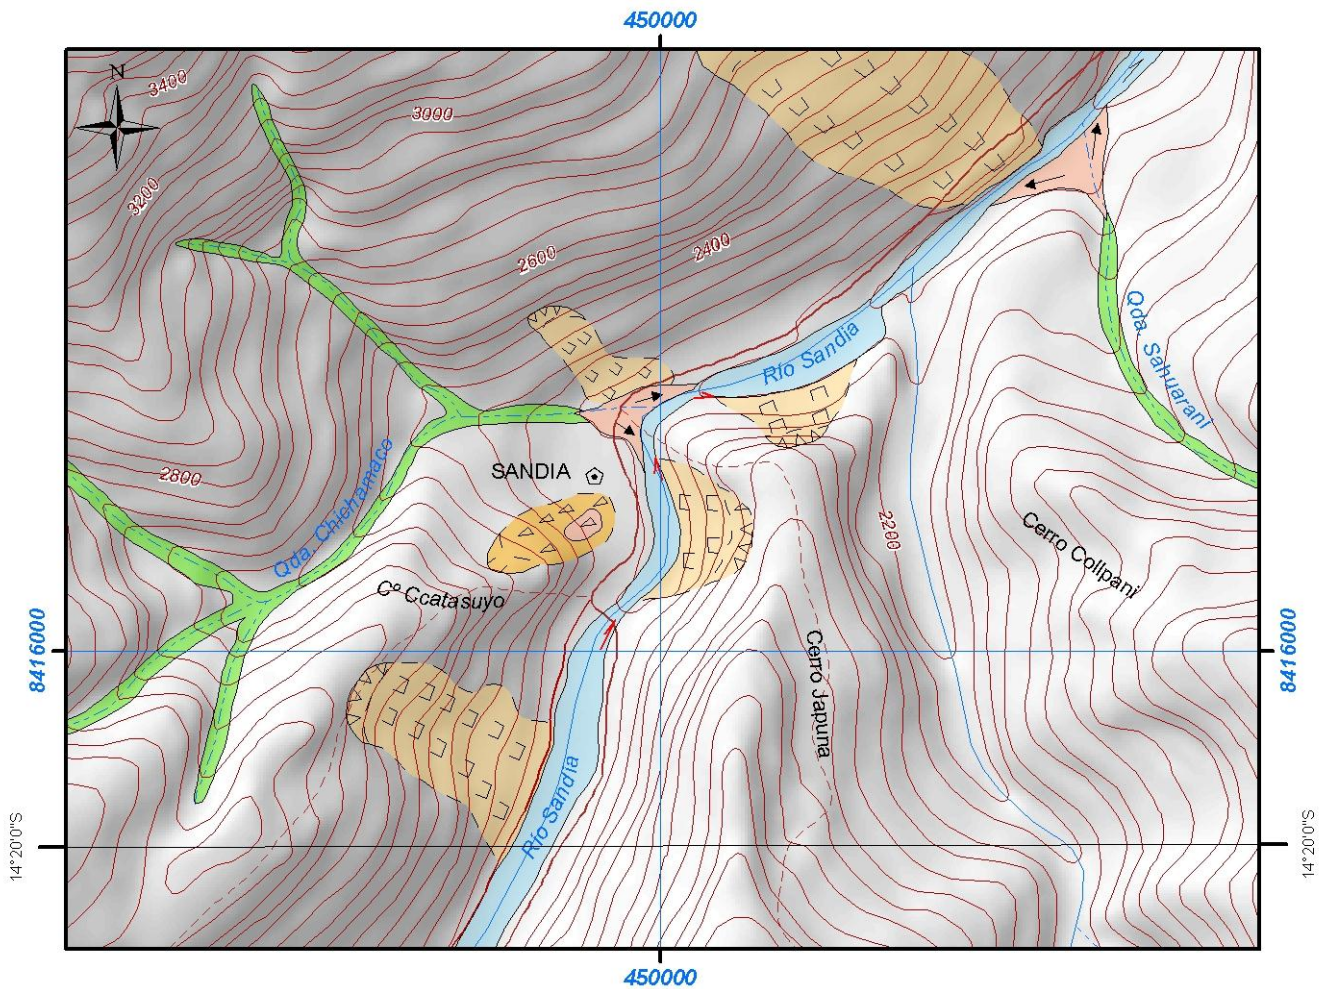 450000
N
3400
3000
3200
2600
2400
Río Sandia
Qda. Sahuarani
SANDIA
2800
Qda. Chichamaco
2200
Cerro Collpani
Cº Ccatasuyo
8416000
8416000
Cerro Japuna
Río Sandia
14°20'0"S
14°20'0"S
450000